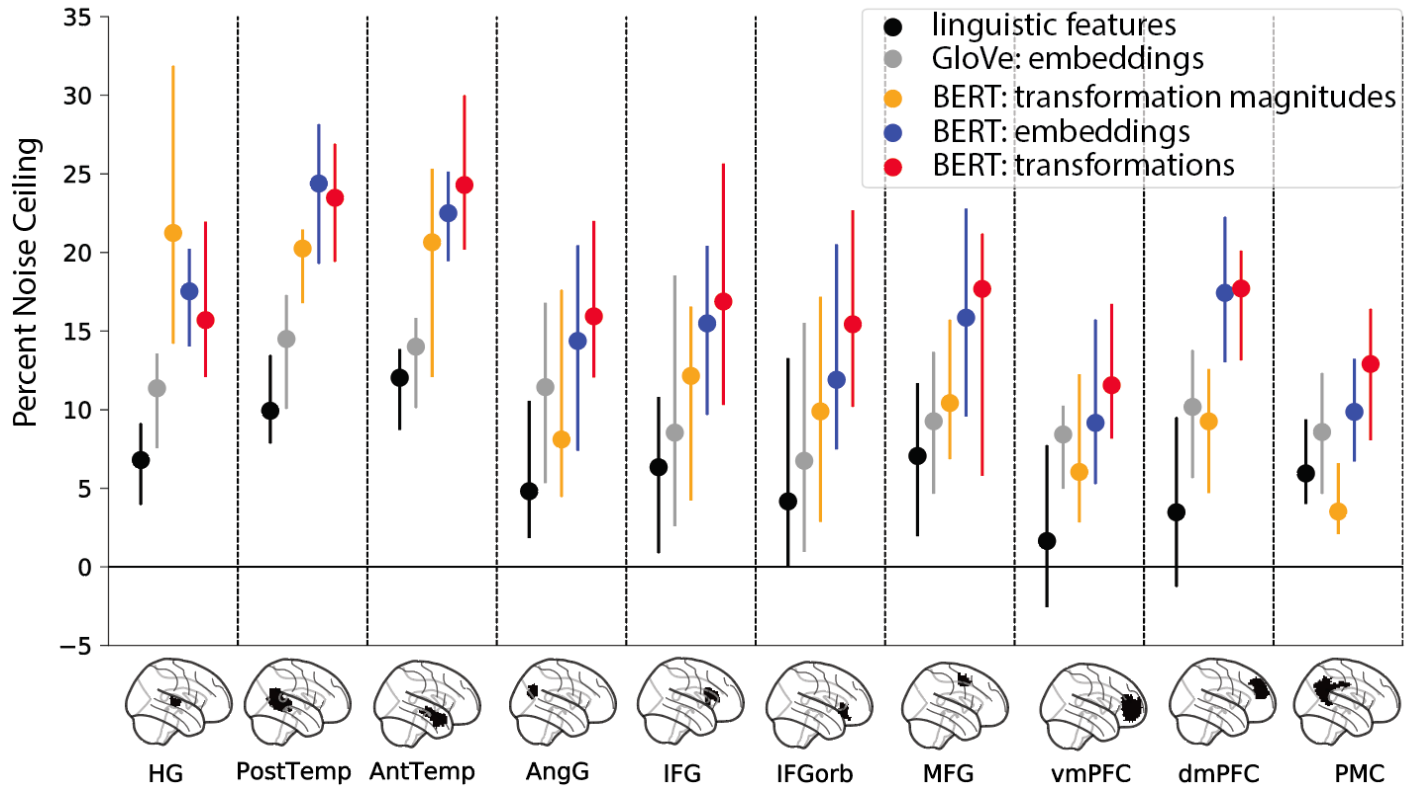 35
30
25
20
15
10
5
0
−5
Percent Noise Ceiling
linguistic features
GloVe: embeddings
BERT: transformation magnitudes
BERT: embeddings
BERT: transformations
HG
PostTemp
AntTemp
AngG
IFG
IFGorb
MFG
vmPFC
dmPFC
PMC